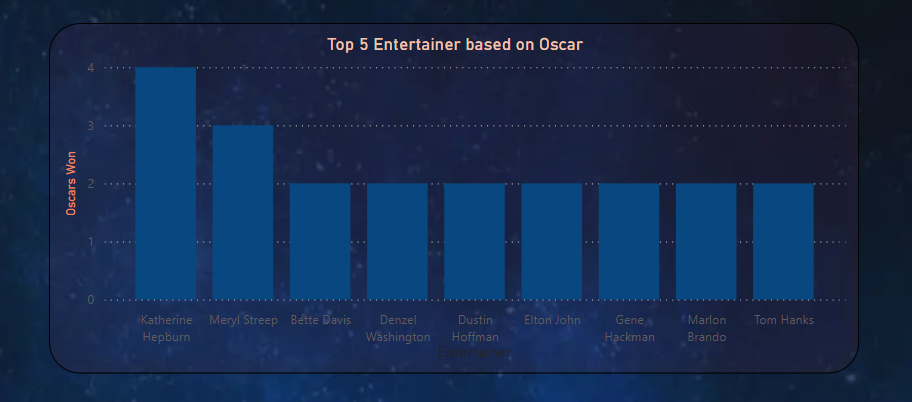 Top 5 Entertainer based on Oscar
Oscars Won
4
3
2
1
0
Katherine Hepburn
Meryl Streep
Bette Davis
Denzel Washington
Dustin Hoffman
Elton John
Gene Hackman
Marlon Brando
Tom Hanks
Entertainer